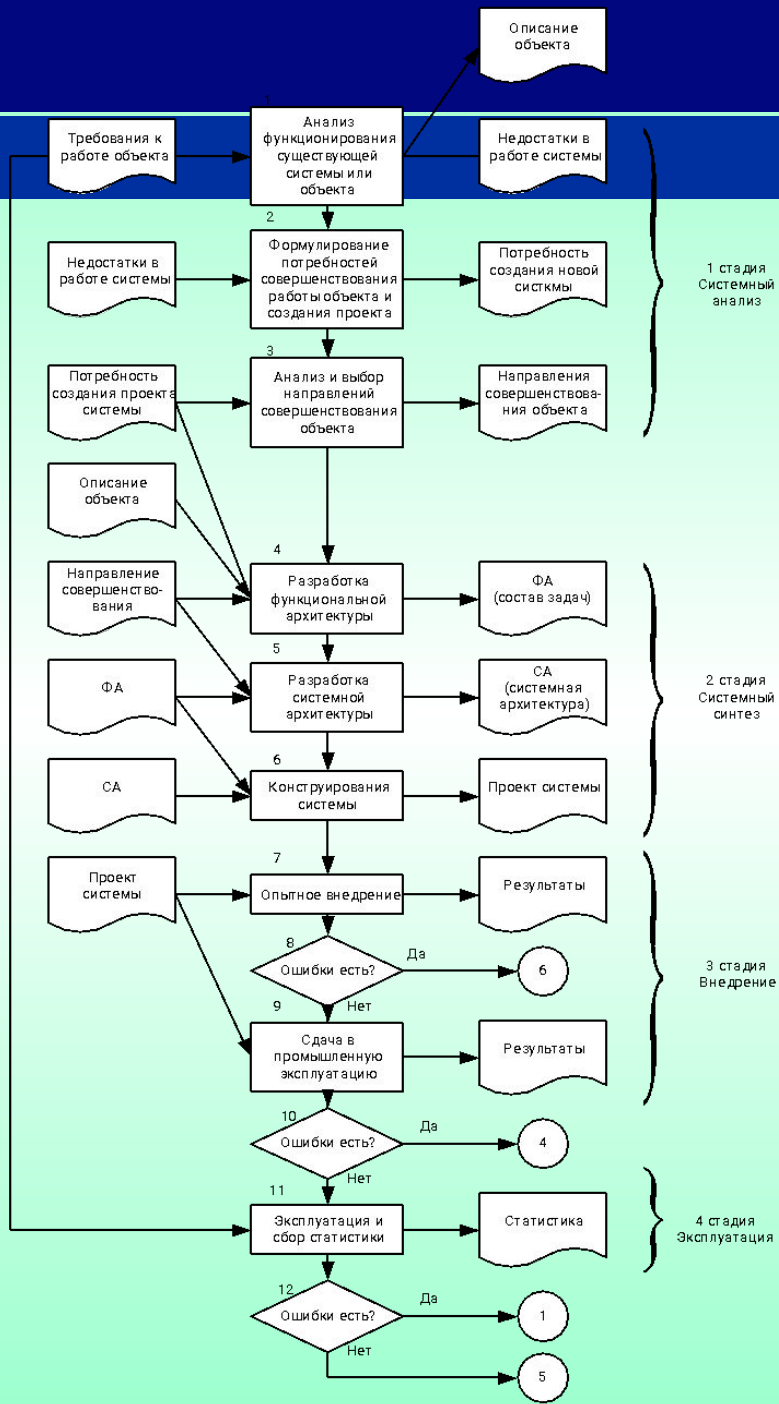 Описание
объекта
1
Анализ
функционирования
существующей
системы или
объекта
Требования к
работе объекта
Недостатки в
работе системы
2
Формулирование
потребностей
совершенствования
работы объекта и
создания проекта
Недостатки в
работе системы
Потребность
создания новой
систкмы
1 стадия
Системный
анализ
3
Анализ и выбор
направлений
совершенствования
объекта
Потребность
создания проекта
системы
Направления
совершенствова-
ния объекта
Описание
объекта
4
Разработка
функциональной
архитектуры
Направление
совершенство-
вания
ФА
(состав задач)
5
Разработка
системной
архитектуры
ФА
СА
(системная
архитектура)
2 стадия
Системный
синтез
6
Конструирования
системы
СА
Проект системы
7
Опытное внедрение
Проект
системы
Результаты
8
Ошибки есть?
Да
6
Нет
3 стадия
Внедрение
9
Сдача в
промышленную
эксплуатацию
Результаты
10
Ошибки есть?
Да
4
Нет
11
Эксплуатация и
сбор статистики
Статистика
4 стадия
Эксплуатация
12
Ошибки есть?
Да
1
Нет
5